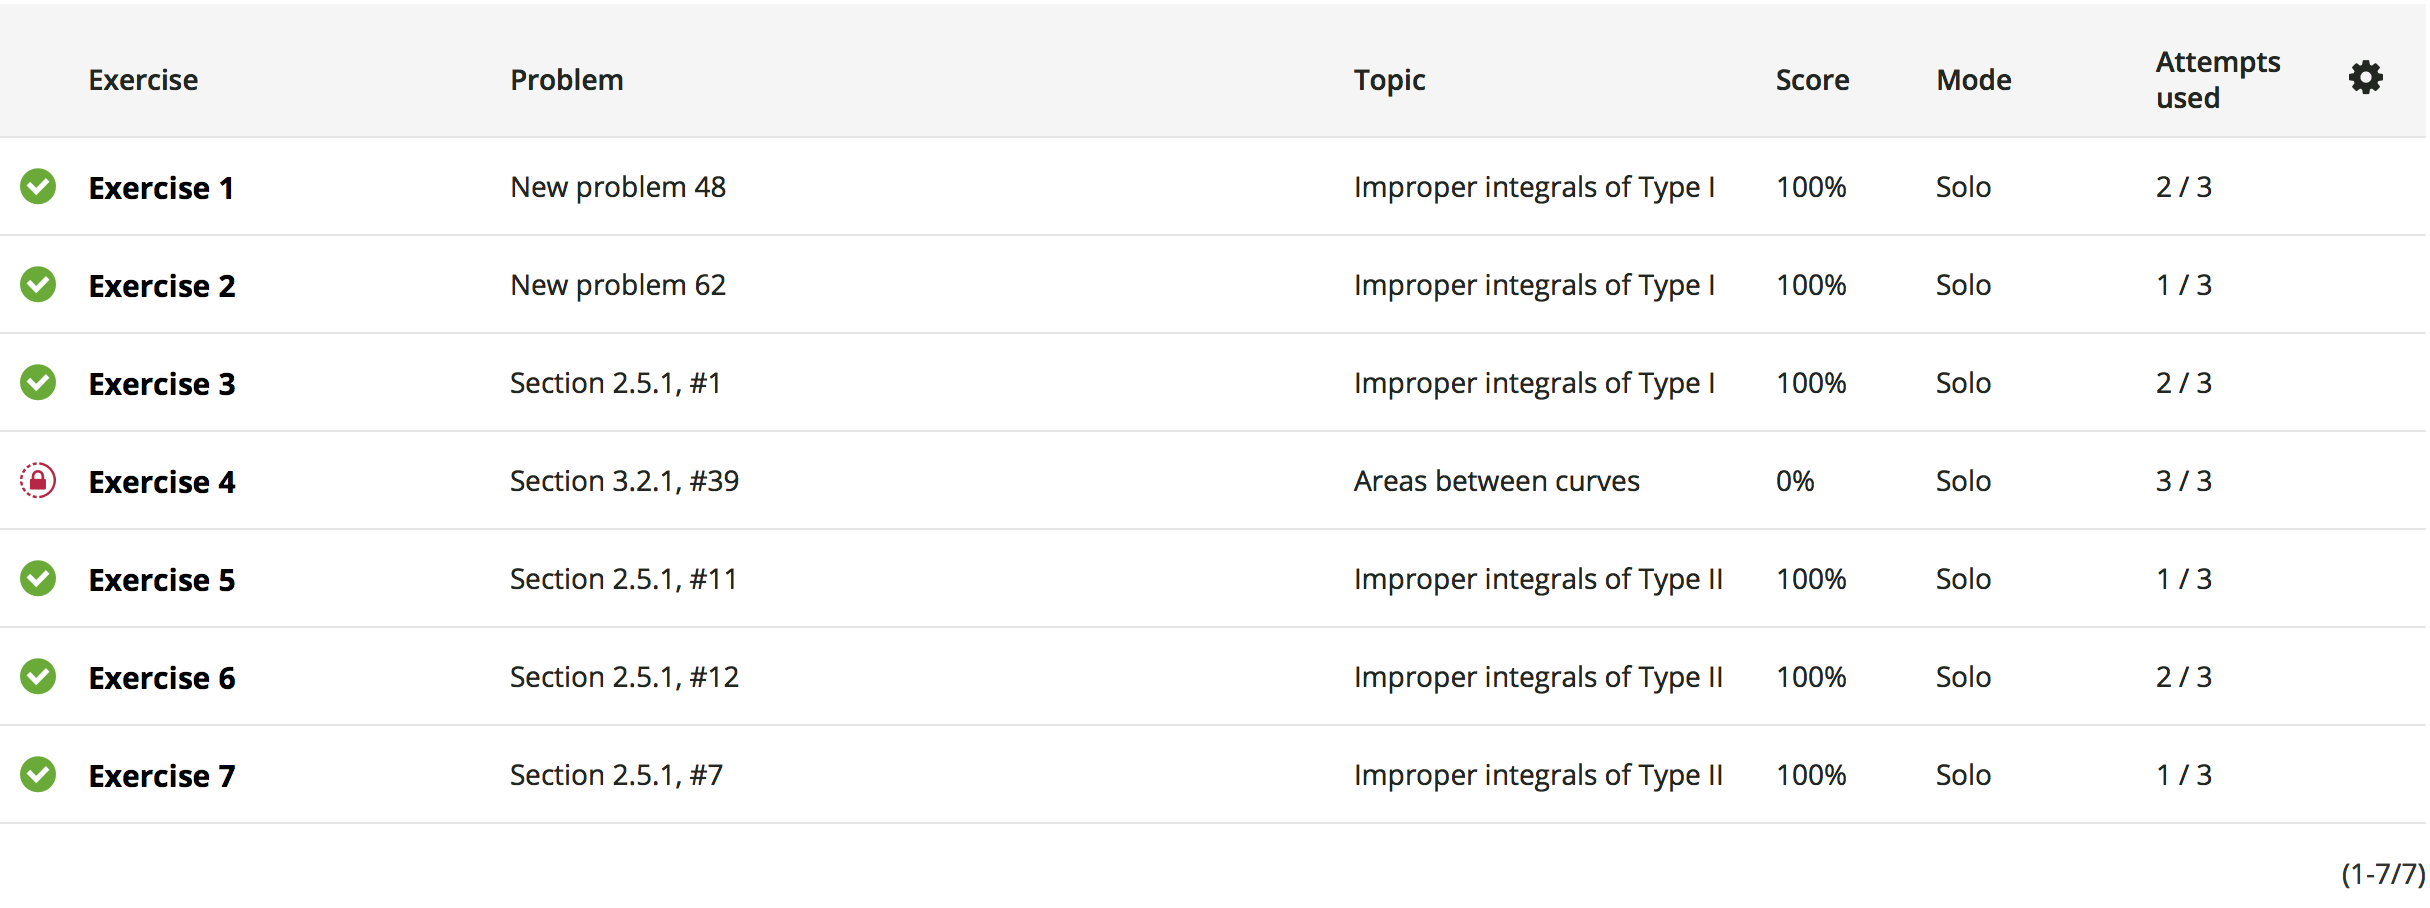 Exercise Problem Topic Score Mode Attempts used
Exercise 1 New problem 48 Improper integrals of Type I 100% Solo 2 / 3
Exercise 2 New problem 62 Improper integrals of Type I 100% Solo 1 / 3
Exercise 3 Section 2.5.1, #1 Improper integrals of Type I 100% Solo 2 / 3
Exercise 4 Section 3.2.1, #39 Areas between curves 0% Solo 3 / 3
Exercise 5 Section 2.5.1, #11 Improper integrals of Type II 100% Solo 1 / 3
Exercise 6 Section 2.5.1, #12 Improper integrals of Type II 100% Solo 2 / 3
Exercise 7 Section 2.5.1, #7 Improper integrals of Type II 100% Solo 1 / 3
(1-7/7)